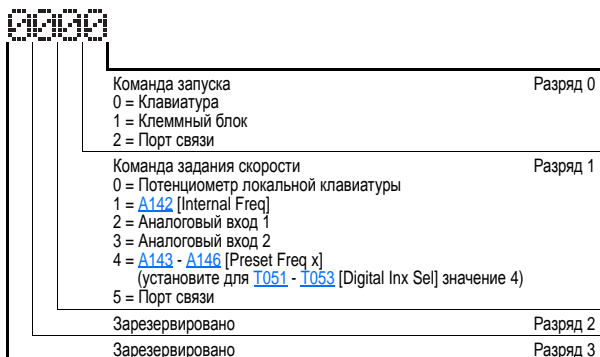 0000
Команда запуска Разряд 0
0 = Клавиатура
1 = Клеммный блок
2 = Порт связи
Команда задания скорости Разряд 1
0 = Потенциометр локальной клавиатуры
1 = A142 [Internal Freq]
2 = Аналоговый вход 1
3 = Аналоговый вход 2
4 = A143 - A146 [Preset Freq x]
(установите для T051 - T053 [Digital Inx Sel] значение 4)
5 = Порт связи
Зарезервировано Разряд 2
Зарезервировано Разряд 3